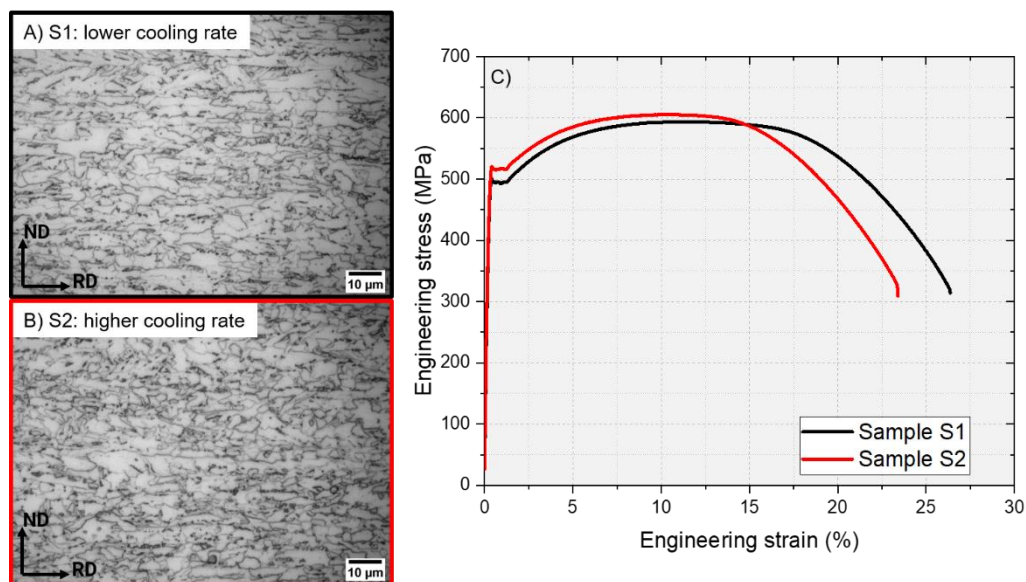 A) S1: lower cooling rate
ND
RD
10 µm
B) S2: higher cooling rate
ND
RD
10 µm
C)
Engineering stress (MPa)
700
600
500
400
300
200
100
0
0 5 10 15 20 25 30
Engineering strain (%)
Sample S1
Sample S2